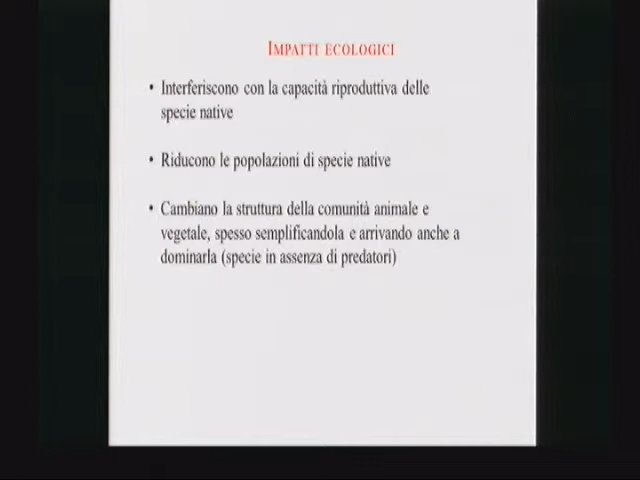 IMPATTI ECOLOGICI
• Interferiscono con la capacità riproduttiva delle
specie native
• Riducono le popolazioni di specie native
• Cambiano la struttura della comunità animale e
vegetale, spesso semplificandola e arrivando anche a
dominarla (specie in assenza di predatori)